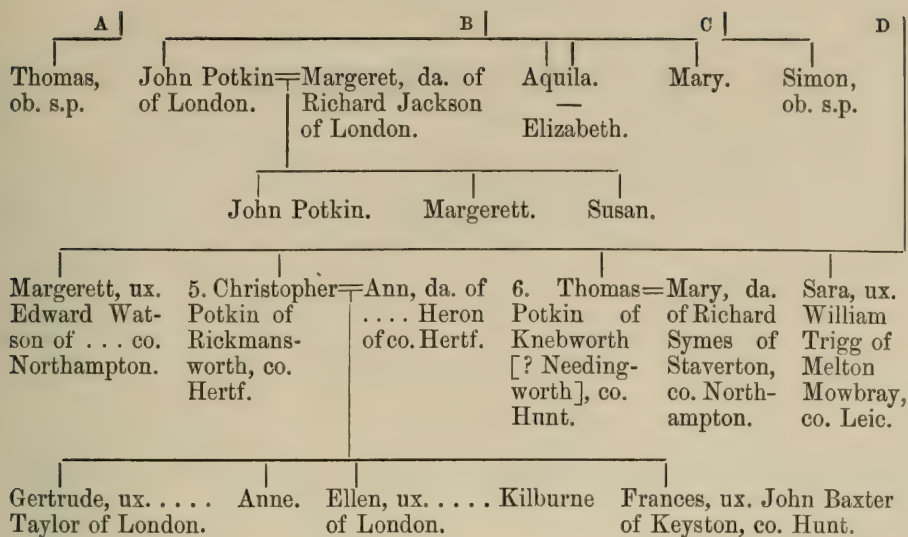 A B C D
Thomas, ob. s.p.
John Potkin of London.
Margeret, da. of Richard Jackson of London.
Aquila.
—
Elizabeth.
Mary.
Simon, ob. s.p.
John Potkin. Margerett. Susan.
Margerett, ux.
Edward Wat-
son of . . . co.
Northampton.
5. Christopher
Potkin of
Rickmans-
worth, co.
Hertf.
Ann, da. of
. . . . Heron
of co. Hertf.
6. Thomas
Potkin of
Knebworth
[? Needing-
worth], co.
Hunt.
Mary, da.
of Richard
Symes of
Staverton,
co. North-
ampton.
Sara, ux.
William
Trigg of
Melton
Mowbray,
co. Leic.
Gertrude, ux. . . . . .
Taylor of London.
Anne.
Ellen, ux. . . . . . Kilburne
of London.
Frances, ux. John Baxter
of Keyston, co. Hunt.